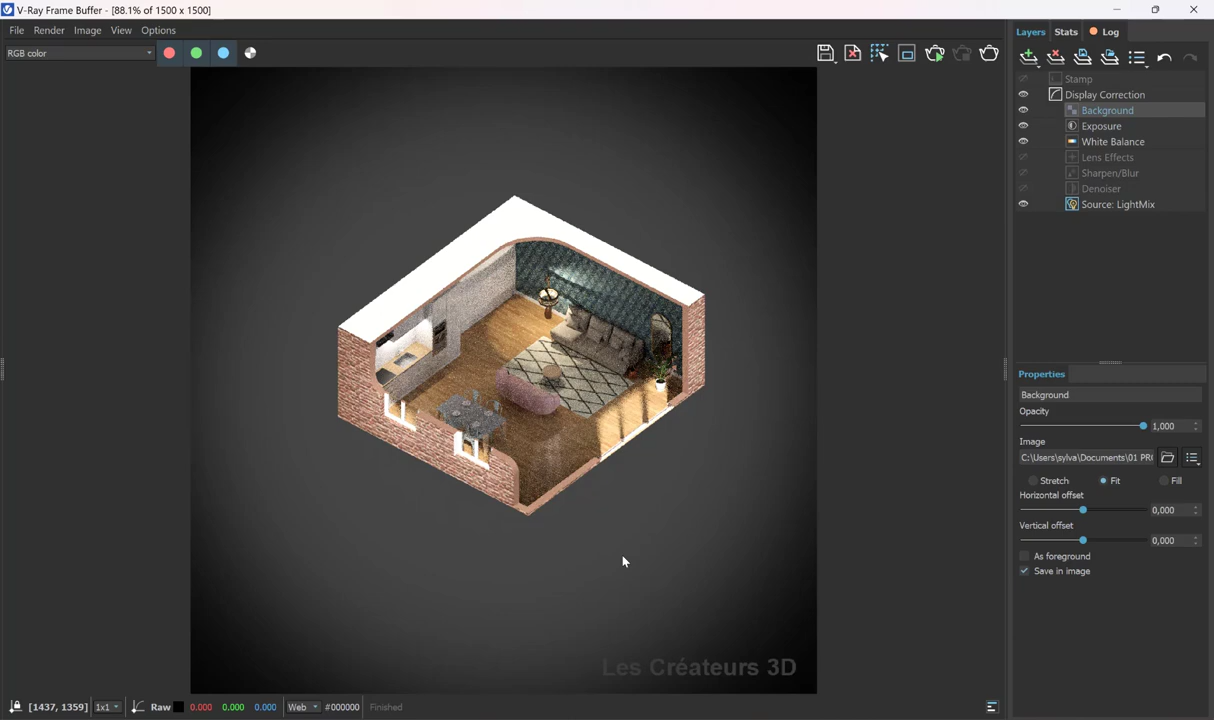 V-Ray Frame Buffer - [88.1% of 1500 x 1500]
File Render Image View Options
RGB color
Layers Stats Log
Stamp
Display Correction
Background
Exposure
White Balance
Lens Effects
Sharpen/Blur
Denoiser
Source: LightMix
Properties
Background
Opacity
1,000
Image
C:\Users\sylva\Documents\01 PR
Stretch Fit Fill
Horizontal offset
0,000
Vertical offset
0,000
As foreground
Save in image
Les Créateurs 3D
[1437, 1359] 1x1 Raw 0.000 0.000 0.000 Web #000000 Finished